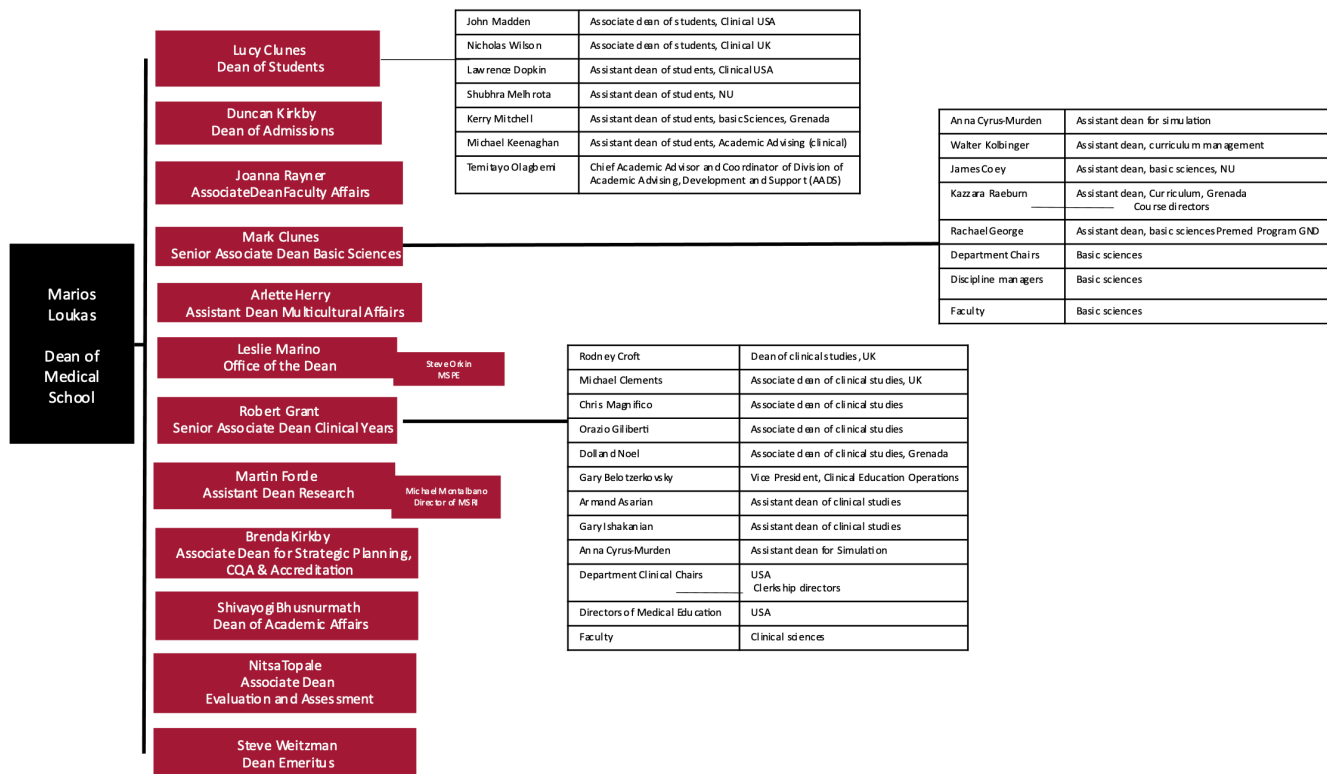 Marios
Loukas
Dean of
Medical
School
Lucy Clunes
Dean of Students
Duncan Kirkby
Dean of Admissions
Joanna Rayner
AssociateDeanFaculty Affairs
Mark Clunes
Senior Associate Dean Basic Sciences
Arlette Herry
Assistant Dean Multicultural Affairs
Leslie Marino
Office of the Dean
Steve Orkin
MSPE
Robert Grant
Senior Associate Dean Clinical Years
Martin Forde
Assistant Dean Research
Michael Montalbano
Director of MSRI
BrendaKirkby
Associate Dean for Strategic Planning,
CQA & Accreditation
ShivayogiBhusnurmath
Dean of Academic Affairs
NitsaTopale
Associate Dean
Evaluation and Assessment
Steve Weitzman
Dean Emeritus
John Madden Associate dean of students, Clinical USA
Nicholas Wilson Associate dean of students, Clinical UK
Lawrence Dopkin Assistant dean of students, Clinical USA
Shubhra Melhrota Assistant dean of students, NU
Kerry Mitchell Assistant dean of students, basic Sciences, Grenada
Michael Keenaghan Assistant dean of students, Academic Advising (clinical)
Temitayo Olagbemi Chief Academic Advisor and Coordinator of Division of
Academic Advising, Development and Support (AADS)
Anna Cyrus-Murden Assistant dean for simulation
Walter Kolbinger Assistant dean, curriculum management
James Coey Assistant dean, basic sciences, NU
Kazzara Raeburn Assistant dean, Curriculum, Grenada
Course directors
Rachael George Assistant dean, basic sciences Premed Program GND
Department Chairs Basic sciences
Discipline managers Basic sciences
Faculty Basic sciences
Rodney Croft Dean of clinical studies, UK
Michael Clements Associate dean of clinical studies, UK
Chris Magnifico Associate dean of clinical studies
Orazio Giliberti Associate dean of clinical studies
Dolland Noel Associate dean of clinical studies, Grenada
Gary Belotzerkovsky Vice President, Clinical Education Operations
Armand Asarian Assistant dean of clinical studies
Gary Ishakanian Assistant dean of clinical studies
Anna Cyrus-Murden Assistant dean for Simulation
Department Clinical Chairs USA
Clerkship directors
Directors of Medical Education USA
Faculty Clinical sciences